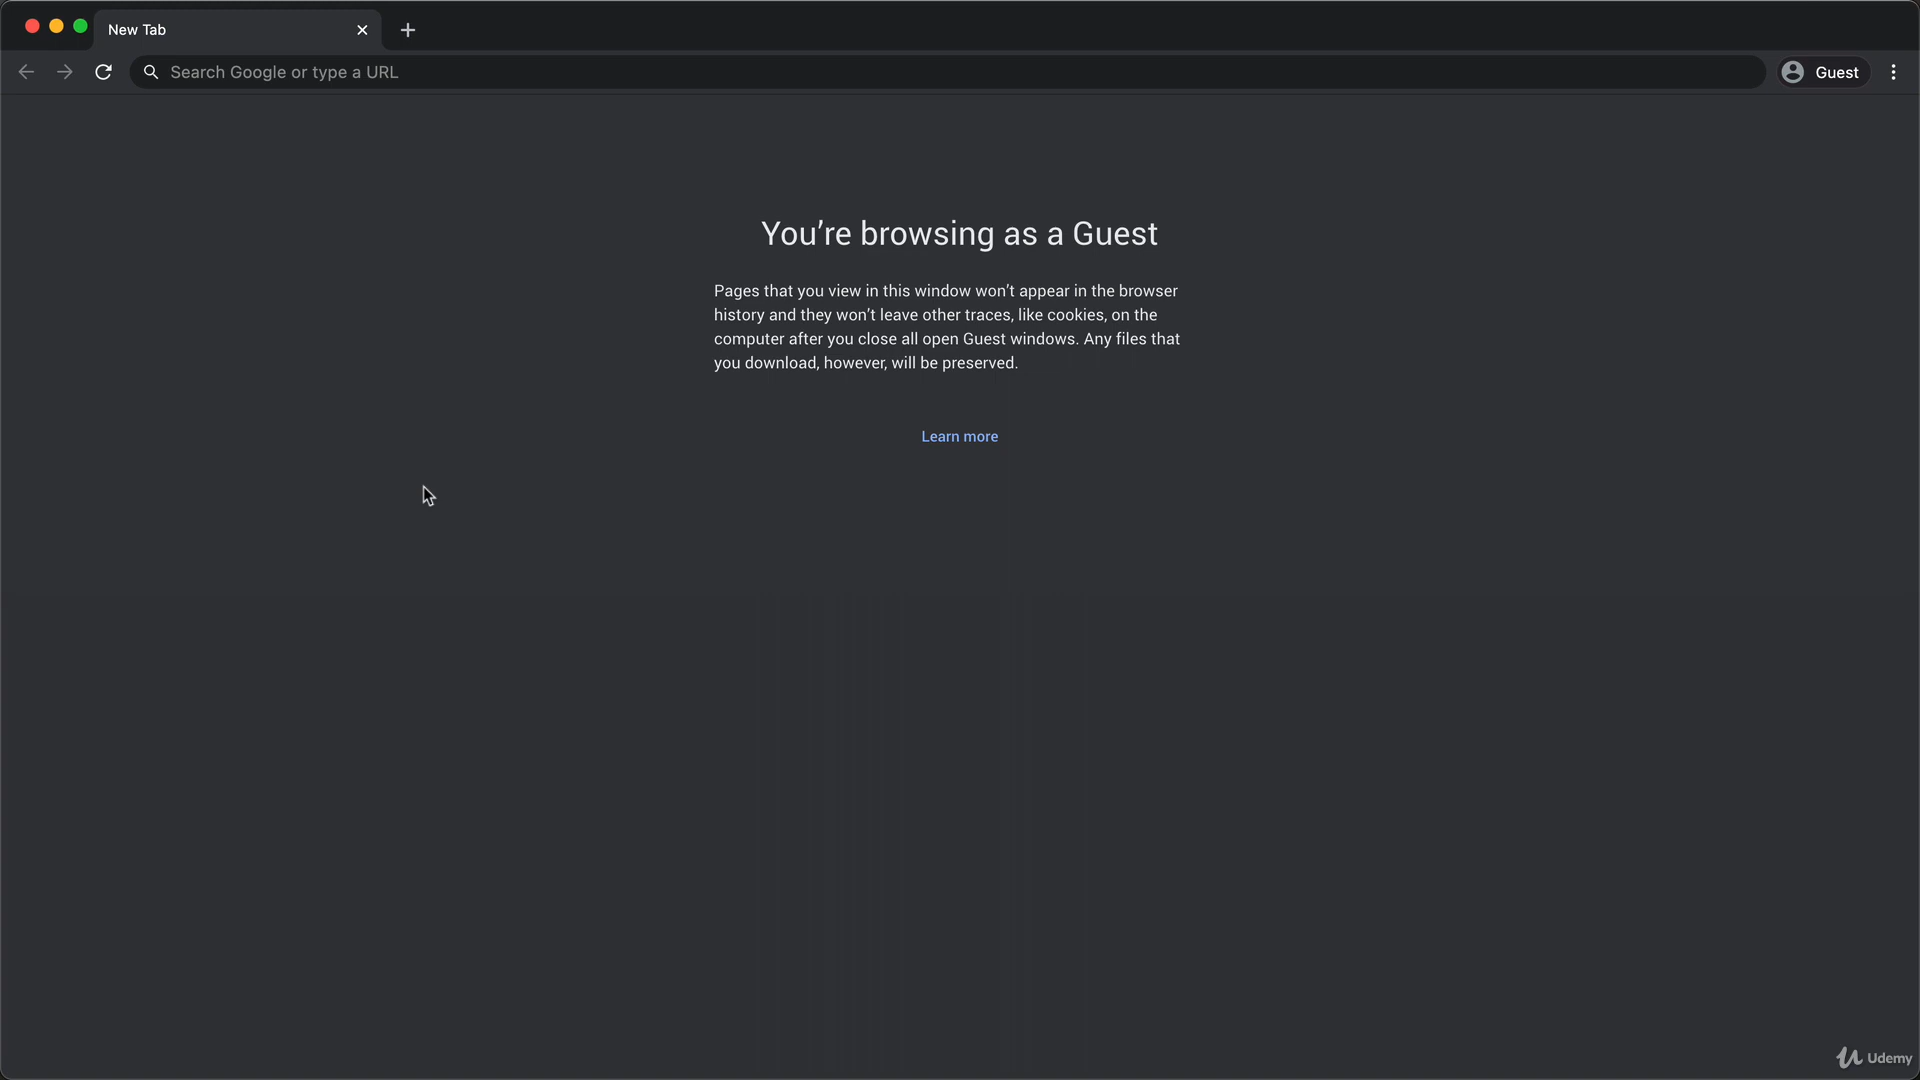 New Tab
Search Google or type a URL
Guest
You’re browsing as a Guest
Pages that you view in this window won’t appear in the browser
history and they won’t leave other traces, like cookies, on the
computer after you close all open Guest windows. Any files that
you download, however, will be preserved.
Learn more
Udemy